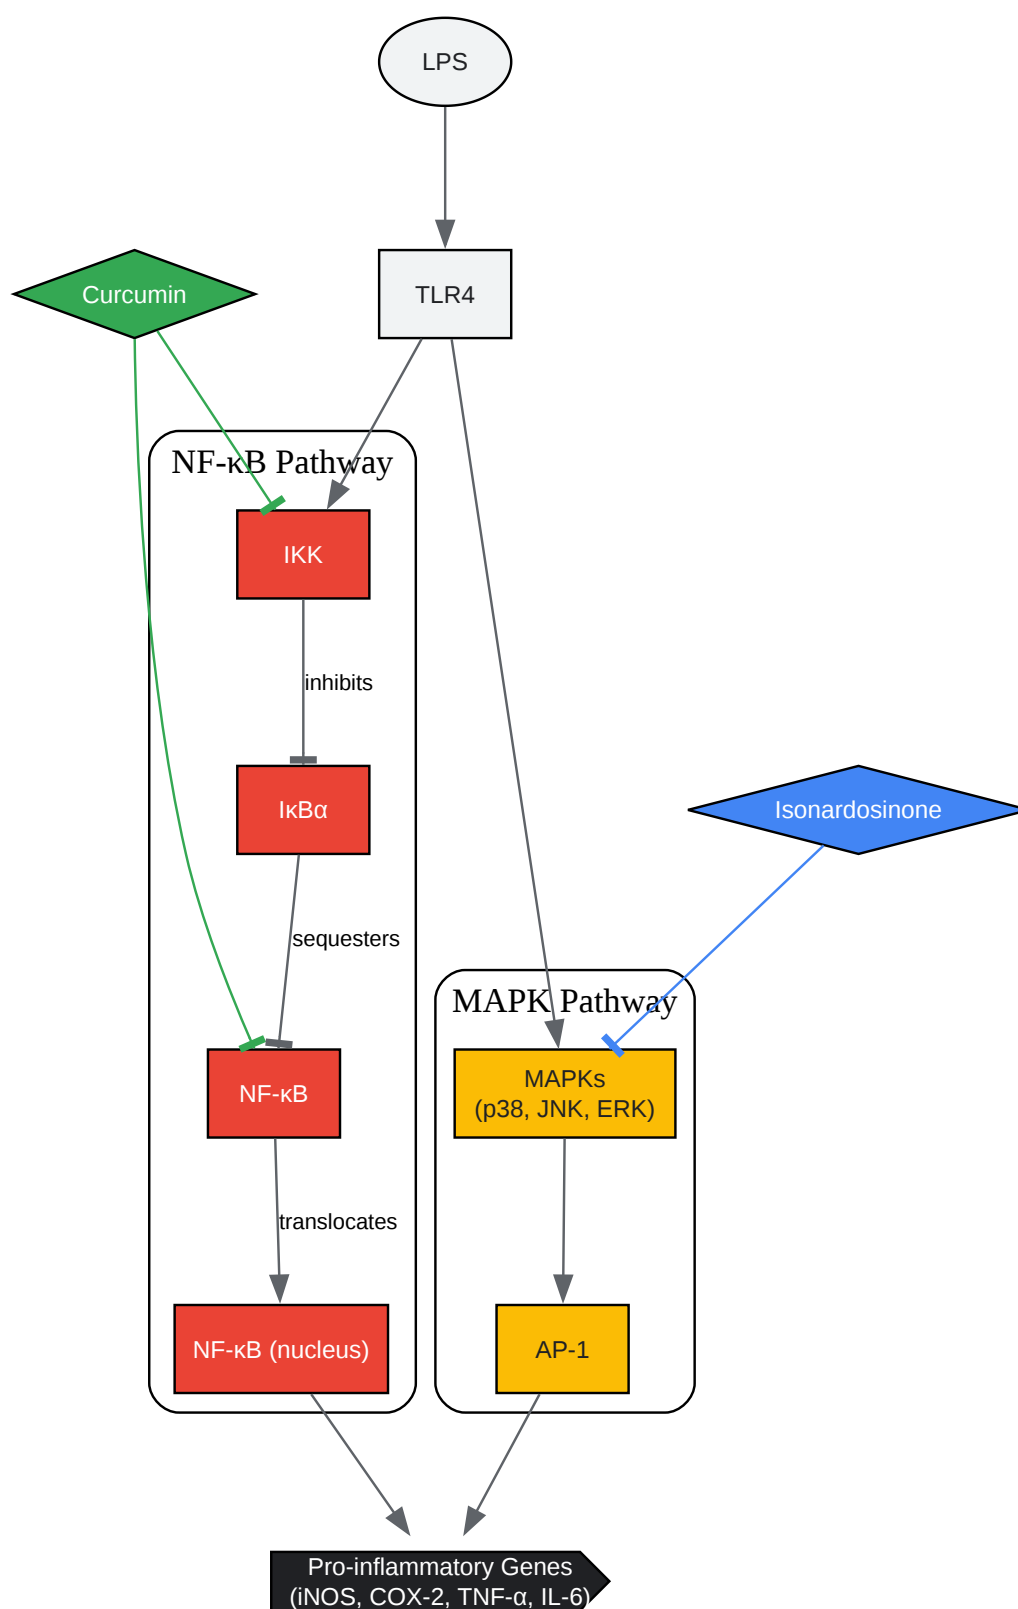 LPS
TLR4
Curcumin
NF-κB Pathway
IKK
inhibits
IκBα
Isonardosinone
sequesters
MAPK Pathway
NF-κB
MAPKs
(p38, JNK, ERK)
translocates
NF-κB (nucleus)
AP-1
Pro-inflammatory Genes
(iNOS, COX-2, TNF-α, IL-6)